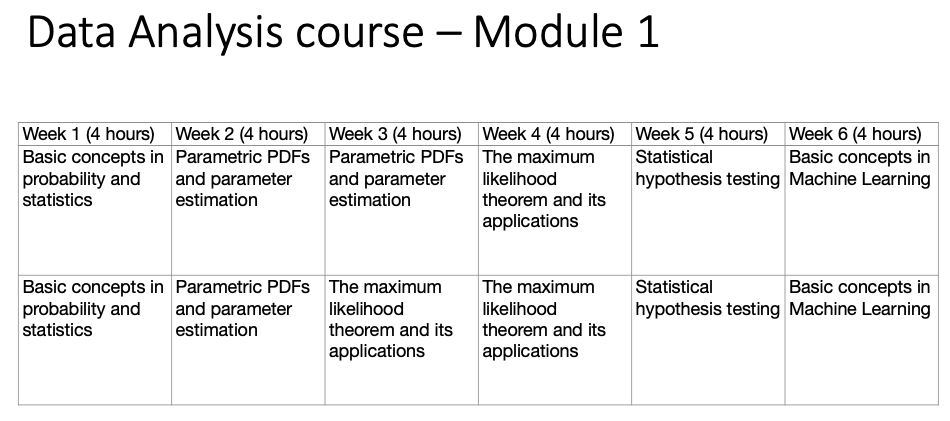 Data Analysis course – Module 1
Week 1 (4 hours) Week 2 (4 hours) Week 3 (4 hours) Week 4 (4 hours) Week 5 (4 hours) Week 6 (4 hours)
Basic concepts in
probability and
statistics
Parametric PDFs
and parameter
estimation
Parametric PDFs
and parameter
estimation
The maximum
likelihood
theorem and its
applications
Statistical
hypothesis testing
Basic concepts in
Machine Learning
Basic concepts in
probability and
statistics
Parametric PDFs
and parameter
estimation
The maximum
likelihood
theorem and its
applications
The maximum
likelihood
theorem and its
applications
Statistical
hypothesis testing
Basic concepts in
Machine Learning